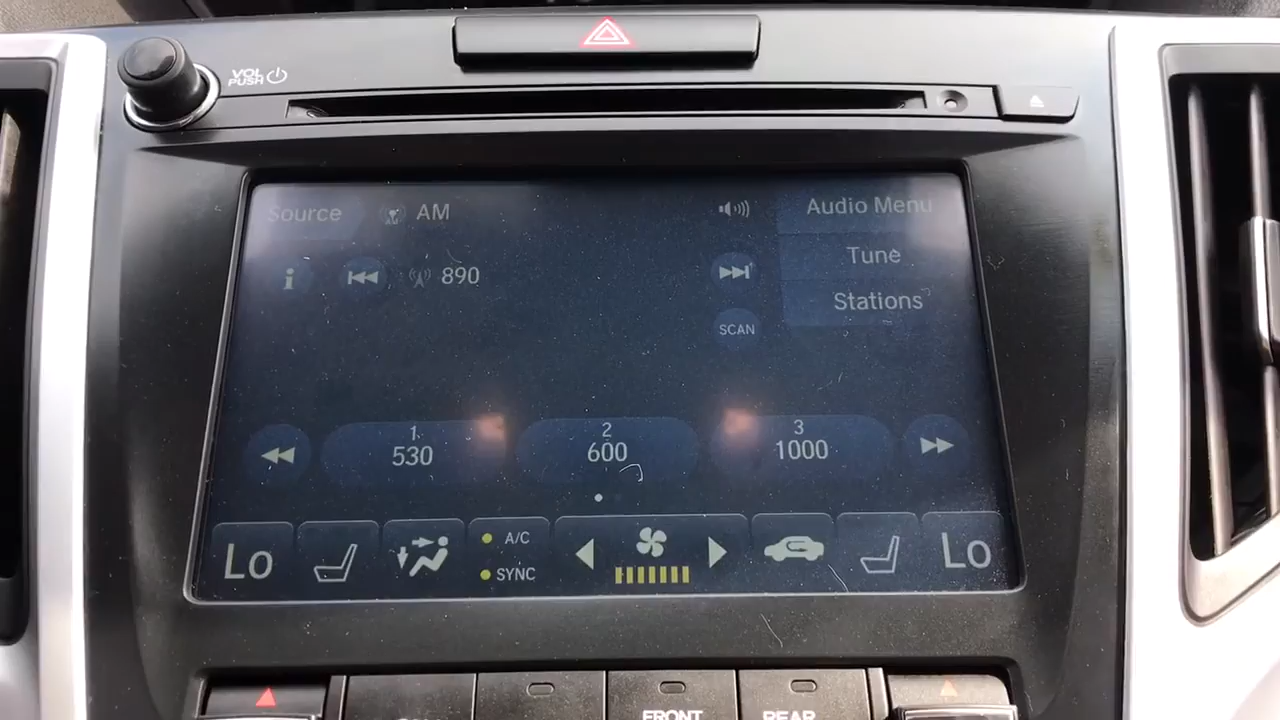 VOL
PUSH
Source
AM
Audio Menu
i
890
Tune
Stations
SCAN
1
530
2
600
3
1000
Lo
A/C
SYNC
Lo
FRONT
REAR